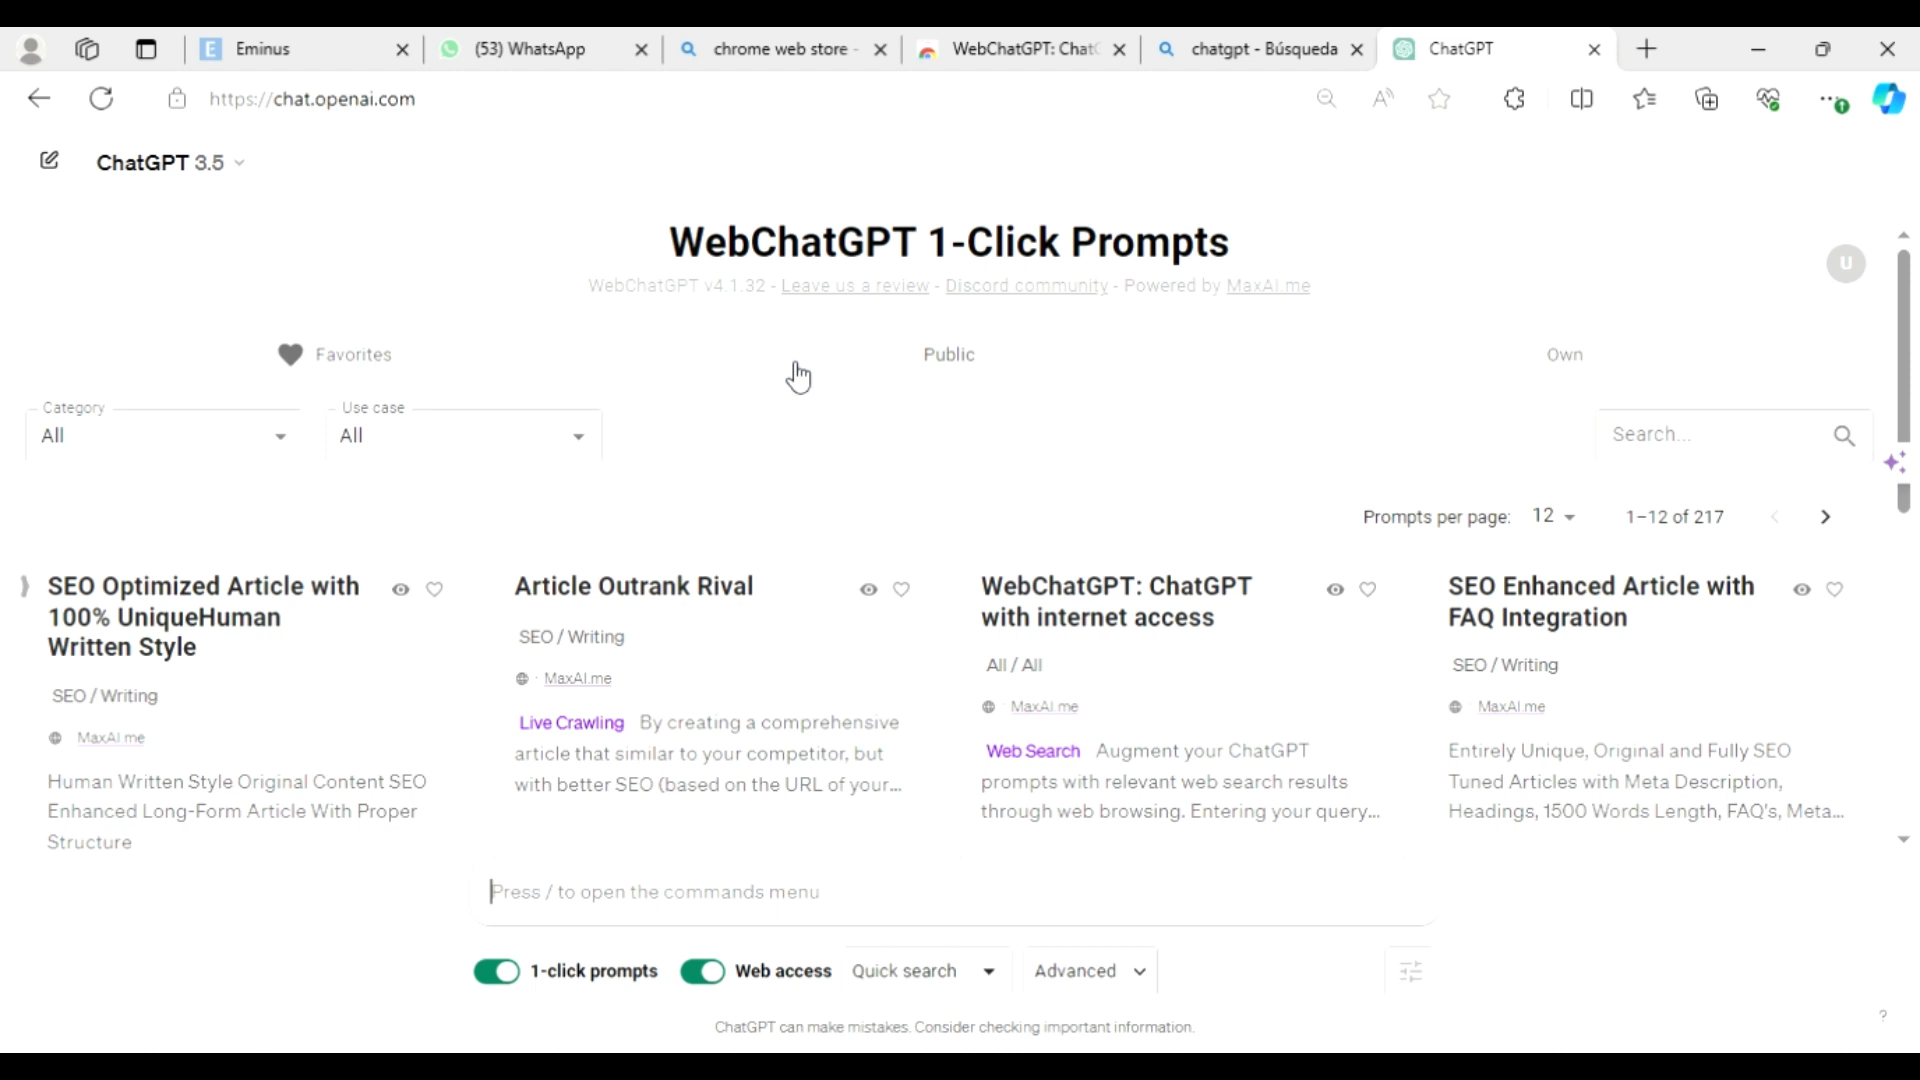 Eminus
(53) WhatsApp
chrome web store -
WebChatGPT: ChatG
chatgpt - Búsqueda
ChatGPT
https://chat.openai.com
ChatGPT 3.5
WebChatGPT 1-Click Prompts
WebChatGPT v4.1.32 - Leave us a review - Discord community - Powered by MaxAI.me
U
Favorites
Public
Own
Category
All
Use case
All
Search...
Prompts per page: 12
1–12 of 217
SEO Optimized Article with
100% UniqueHuman
Written Style
SEO / Writing
MaxAI.me
Human Written Style Original Content SEO
Enhanced Long-Form Article With Proper
Structure
Article Outrank Rival
SEO / Writing
· MaxAI.me
Live Crawling By creating a comprehensive
article that similar to your competitor, but
with better SEO (based on the URL of your...
WebChatGPT: ChatGPT
with internet access
All / All
· MaxAI.me
Web Search Augment your ChatGPT
prompts with relevant web search results
through web browsing. Entering your query...
SEO Enhanced Article with
FAQ Integration
SEO / Writing
MaxAI.me
Entirely Unique, Original and Fully SEO
Tuned Articles with Meta Description,
Headings, 1500 Words Length, FAQ's, Meta...
Press / to open the commands menu
1-click prompts
Web access
Quick search
Advanced
ChatGPT can make mistakes. Consider checking important information.
?